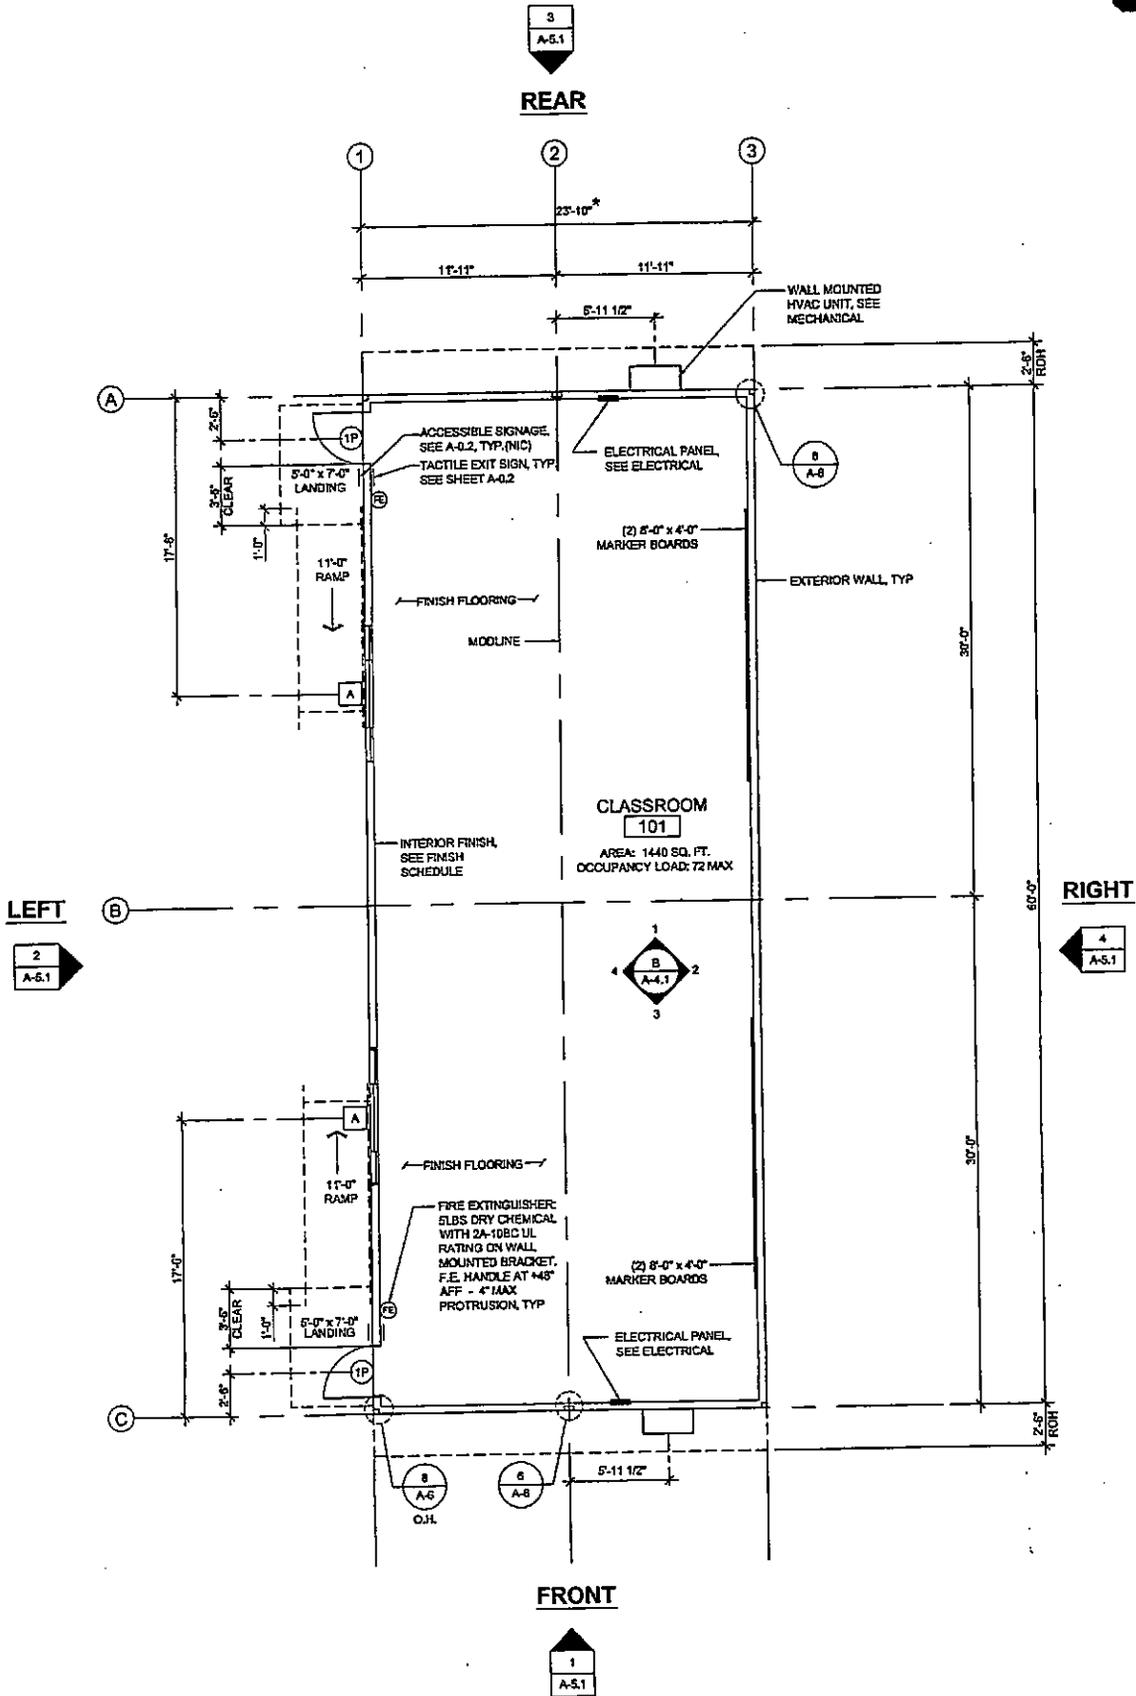 3
A-5.1
REAR
1
2
3
23'-10"*
11'-11"
11'-11"
5'-11 1/2"
WALL MOUNTED
HVAC UNIT, SEE
MECHANICAL
2'-6"
ROH
A
2'-6"
1P
ACCESSIBLE SIGNAGE,
SEE A-0.2, TYP.(NIC)
TACTILE EXIT SIGN, TYP
SEE SHEET A-0.2
ELECTRICAL PANEL,
SEE ELECTRICAL
8
A-6
5'-0" x 7'-0"
LANDING
FE
3'-6"
CLEAR
1'-0"
17'-6"
11'-0"
RAMP
(2) 8'-0" x 4'-0"
MARKER BOARDS
EXTERIOR WALL, TYP
FINISH FLOORING
MODLINE
30'-0"
A
CLASSROOM
101
AREA: 1440 SQ. FT.
OCCUPANCY LOAD: 72 MAX
INTERIOR FINISH,
SEE FINISH
SCHEDULE
LEFT
B
60'-0"
RIGHT
2
A-5.1
1
4
B
A-4.1
2
3
4
A-5.1
A
11'-0"
RAMP
FINISH FLOORING
30'-0"
FIRE EXTINGUISHER:
5LBS DRY CHEMICAL
WITH 2A-10BC UL
RATING ON WALL
MOUNTED BRACKET.
F.E. HANDLE AT +48"
AFF - 4" MAX
PROTRUSION, TYP
17'-0"
(2) 8'-0" x 4'-0"
MARKER BOARDS
3'-6"
CLEAR
1'-0"
5'-0" x 7'-0"
LANDING
FE
ELECTRICAL PANEL,
SEE ELECTRICAL
2'-6"
1P
C
2'-6"
ROH
8
A-6
O.H.
6
A-6
5'-11 1/2"
FRONT
1
A-5.1